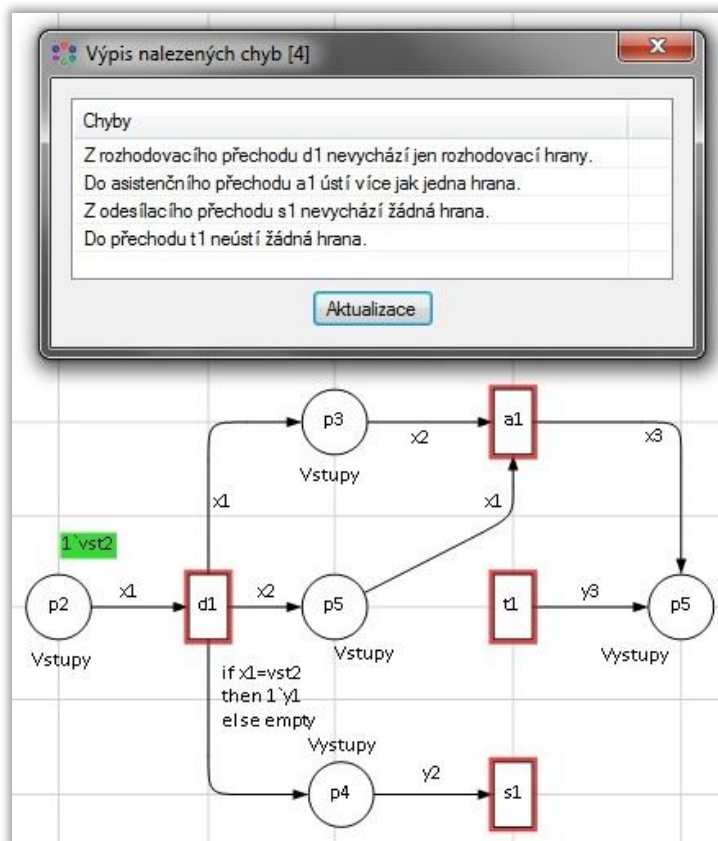 Výpis nalezených chyb [4]
Chyby
Z rozhodovacího přechodu d1 nevychází jen rozhodovací hrany.
Do asistenčního přechodu a1 ústí více jak jedna hrana.
Z odesílacího přechodu s1 nevychází žádná hrana.
Do přechodu t1 neústí žádná hrana.
Aktualizace
p3
x2
a1
x3
Vstupy
x1
x1
1`vst2
p2
x1
d1
x2
p5
t1
y3
p5
Vstupy
Vstupy
Vystupy
if x1=vst2
then 1`y1
else empty
Vystupy
p4
y2
s1